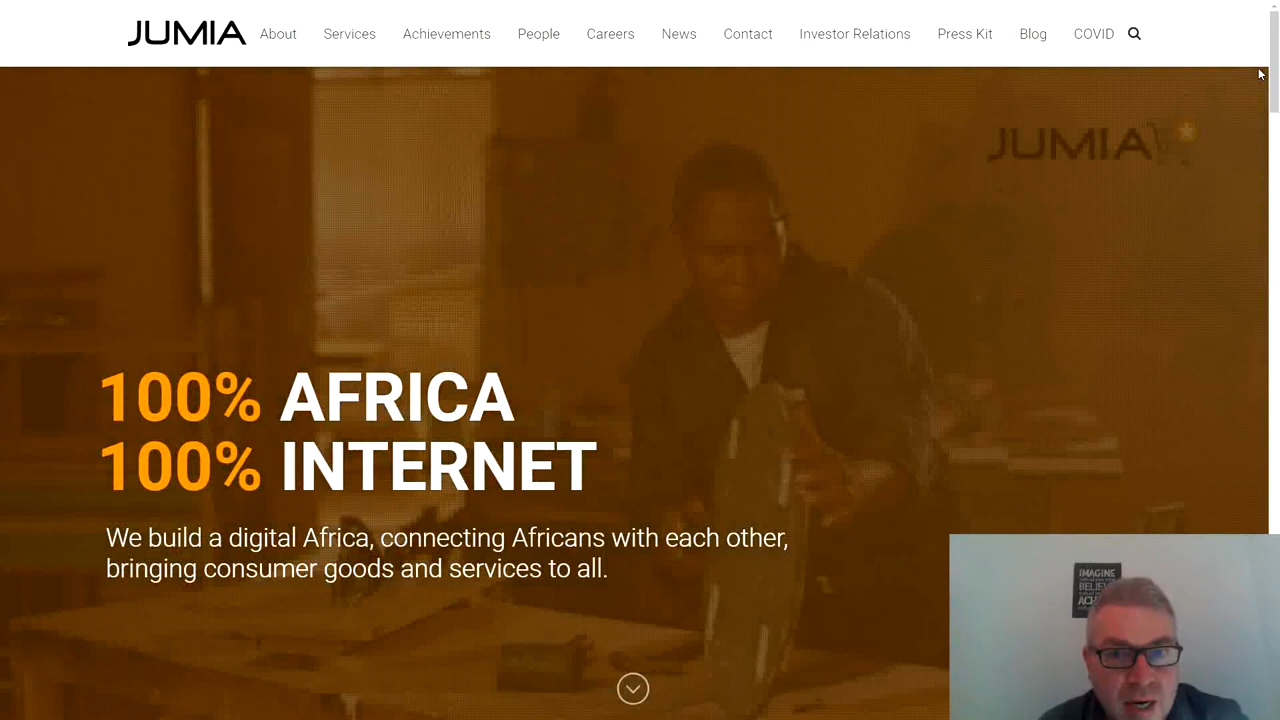 JUMIA About Services Achievements People Careers News Contact Investor Relations Press Kit Blog COVID
JUMIA
100% AFRICA
100% INTERNET
We build a digital Africa, connecting Africans with each other,
bringing consumer goods and services to all.
IMAGINE